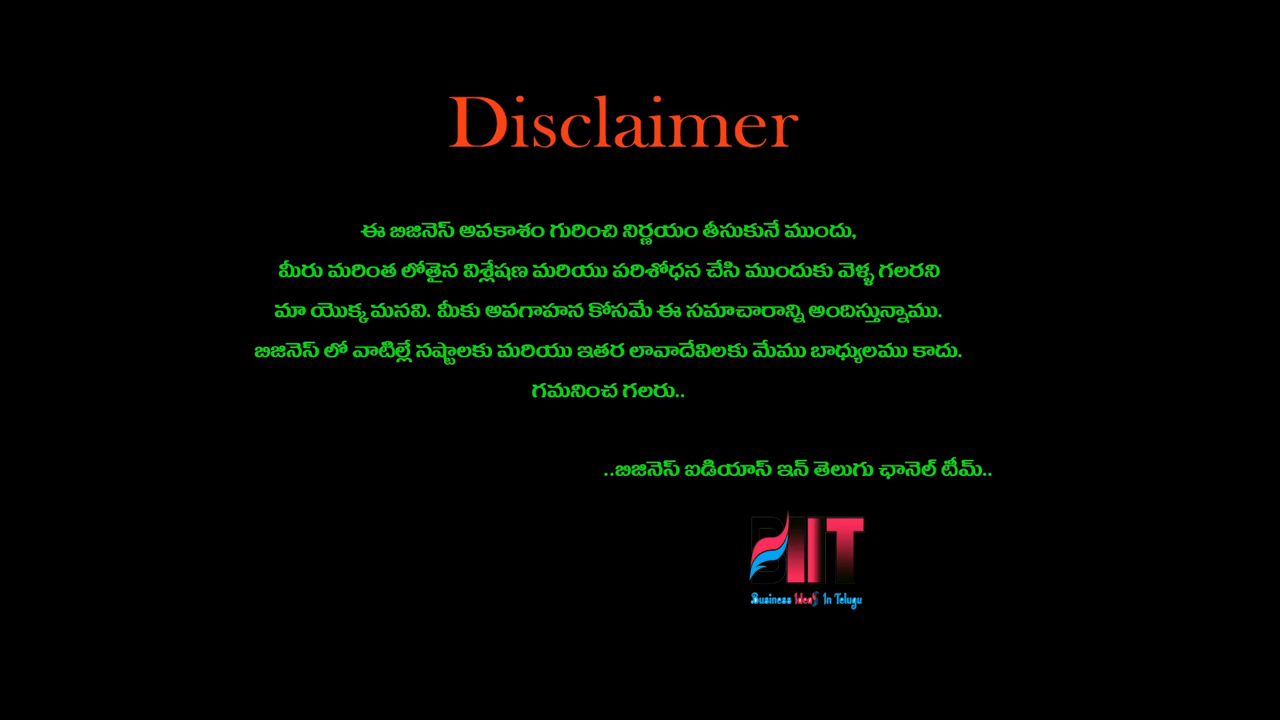 Disclaimer
ఈ బిజినెస్ అవకాశం గురించి నిర్ణయం తీసుకునే ముందు,
మీరు మరింత లోతైన విశ్లేషణ మరియు పరిశోధన చేసి ముందుకు వెళ్ళ గలరని
మా యొక్క మనవి. మీకు అవగాహన కోసమే ఈ సమాచారాన్ని అందిస్తున్నాము.
బిజినెస్ లో వాటిల్లే నష్టాలకు మరియు ఇతర లావాదేవిలకు మేము బాధ్యులము కాదు.
గమనించ గలరు..
..బిజినెస్ ఐడియాస్ ఇన్ తెలుగు ఛానెల్ టీమ్..
BIIT
Business Ideas In Telugu